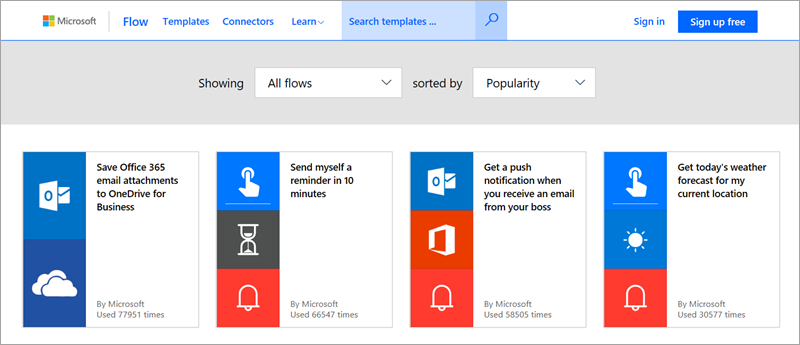 Microsoft Flow Templates Connectors Learn Search templates ... Sign in Sign up free
Showing All flows sorted by Popularity
Save Office 365
email attachments
to OneDrive for
Business
By Microsoft
Used 77951 times
Send myself a
reminder in 10
minutes
By Microsoft
Used 66547 times
Get a push
notification when
you receive an email
from your boss
By Microsoft
Used 58505 times
Get today's weather
forecast for my
current location
By Microsoft
Used 30577 times